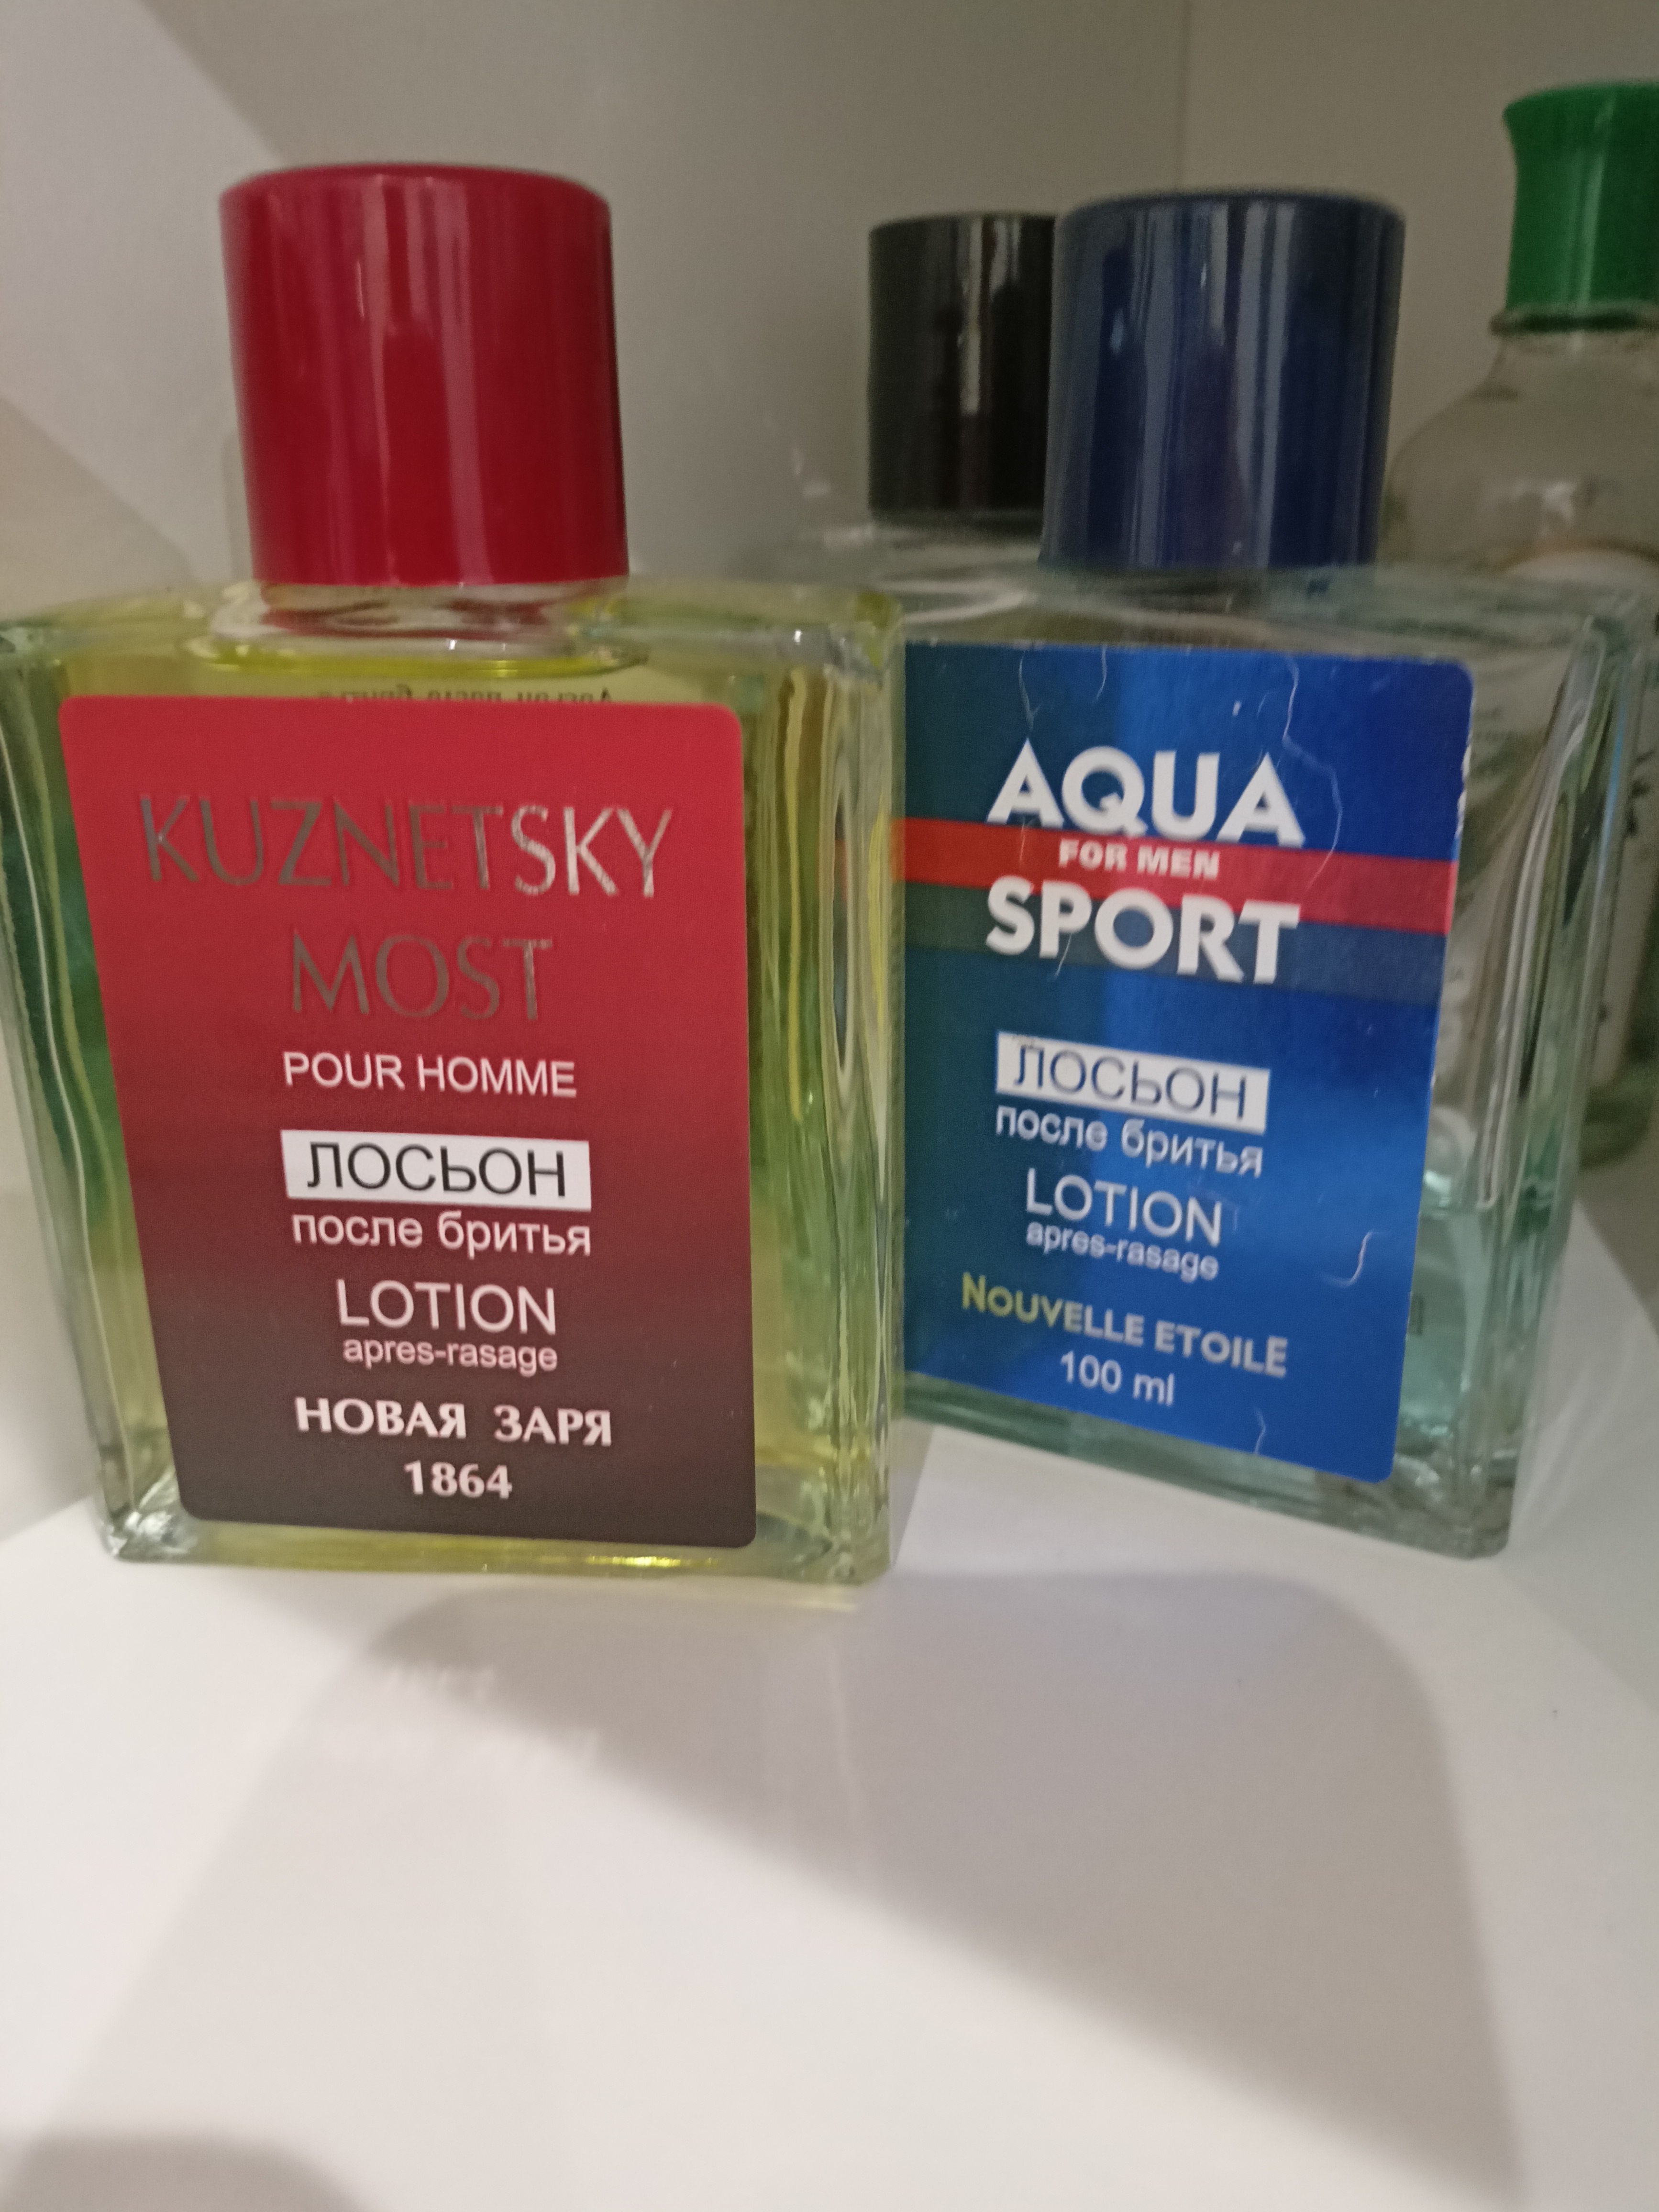 KUZNETSKY
MOST
POUR HOMME
ЛОСЬОН
после бритья
LOTION
apres-rasage
НОВАЯ ЗАРЯ
1864
AQUA
FOR MEN
SPORT
ЛОСЬОН
после бритья
LOTION
apres-rasage
NOUVELLE ETOILE
100 ml